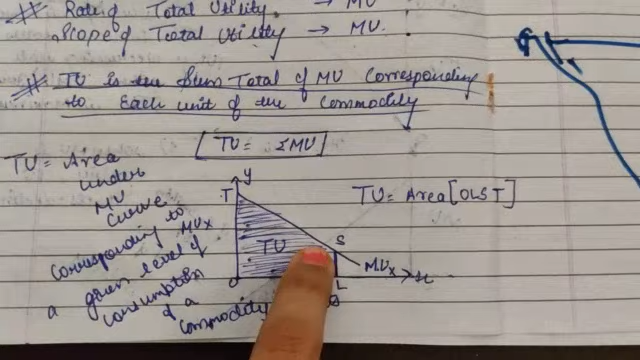 Rate of Total Utility. → MU
Slope of Total Utility → MU.
TU is the Sum Total of MU Corresponding
to Each unit of the Commodity
TU = ΣMU
TU = Area
under
MU
Curve
Corresponding to MUx
a given level of
consumption
of a
commodity
y
T
TU = Area [OLST]
TU
S
MUx
O
L
x